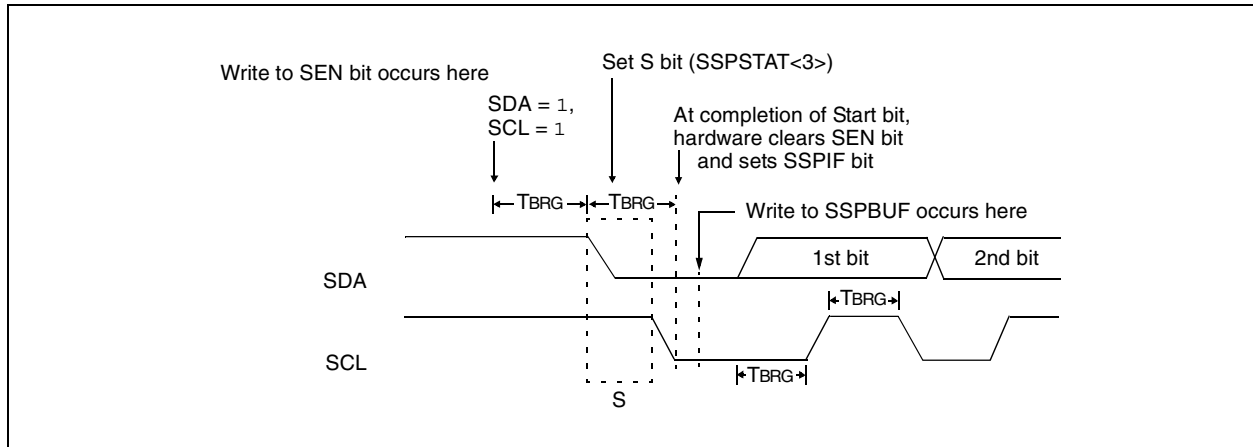 Write to SEN bit occurs here
Set S bit (SSPSTAT<3>)
SDA = 1,
SCL = 1
At completion of Start bit,
hardware clears SEN bit
and sets SSPIF bit
TBRG
TBRG
Write to SSPBUF occurs here
SDA
1st bit
2nd bit
TBRG
SCL
TBRG
S